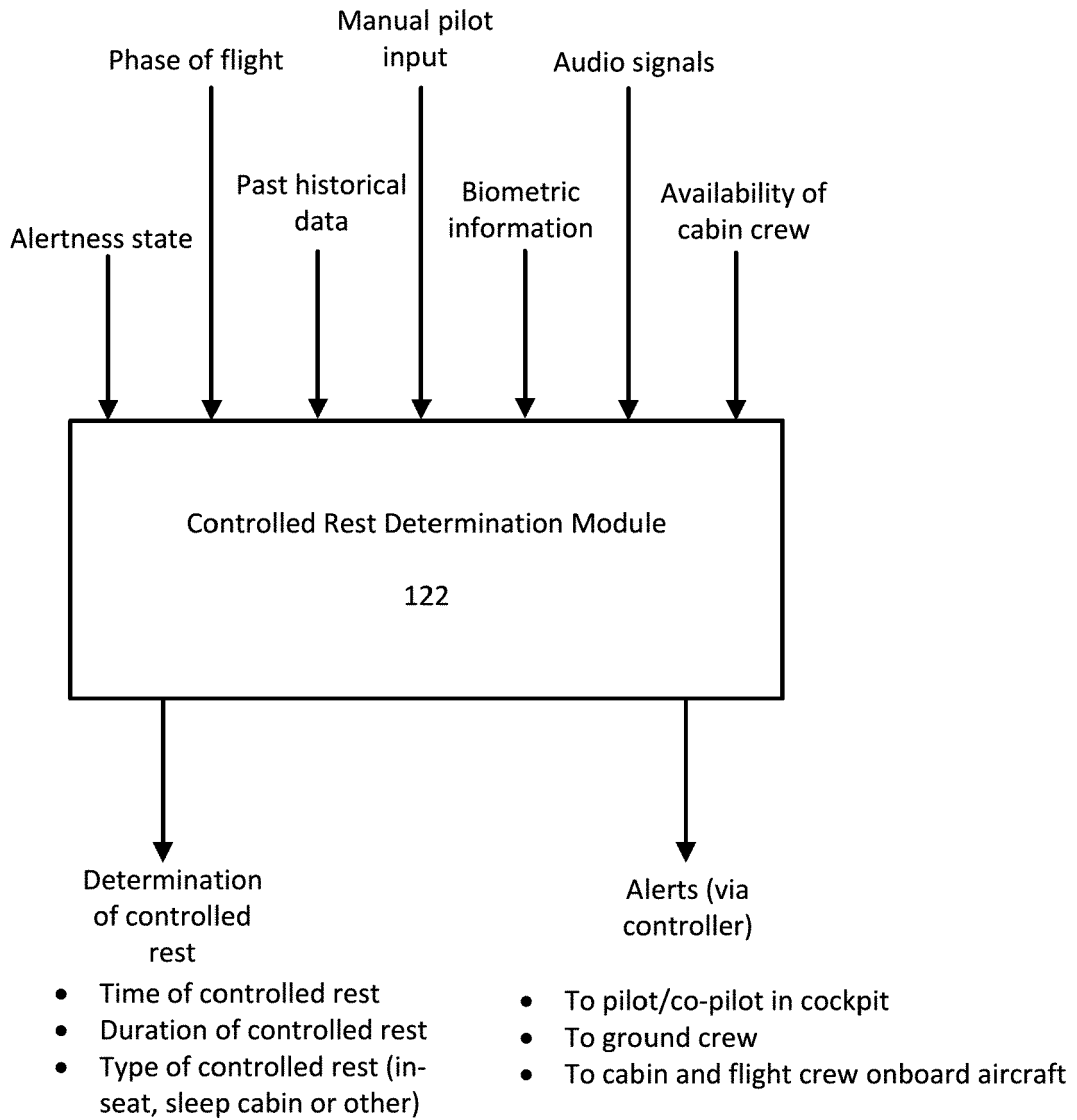 Manual pilot
input
Phase of flight
Audio signals
Past historical
data
Biometric
information
Availability of
cabin crew
Alertness state
Controlled Rest Determination Module
122
Determination
of controlled
rest
• Time of controlled rest
• Duration of controlled rest
• Type of controlled rest (in-
seat, sleep cabin or other)
Alerts (via
controller)
• To pilot/co-pilot in cockpit
• To ground crew
• To cabin and flight crew onboard aircraft